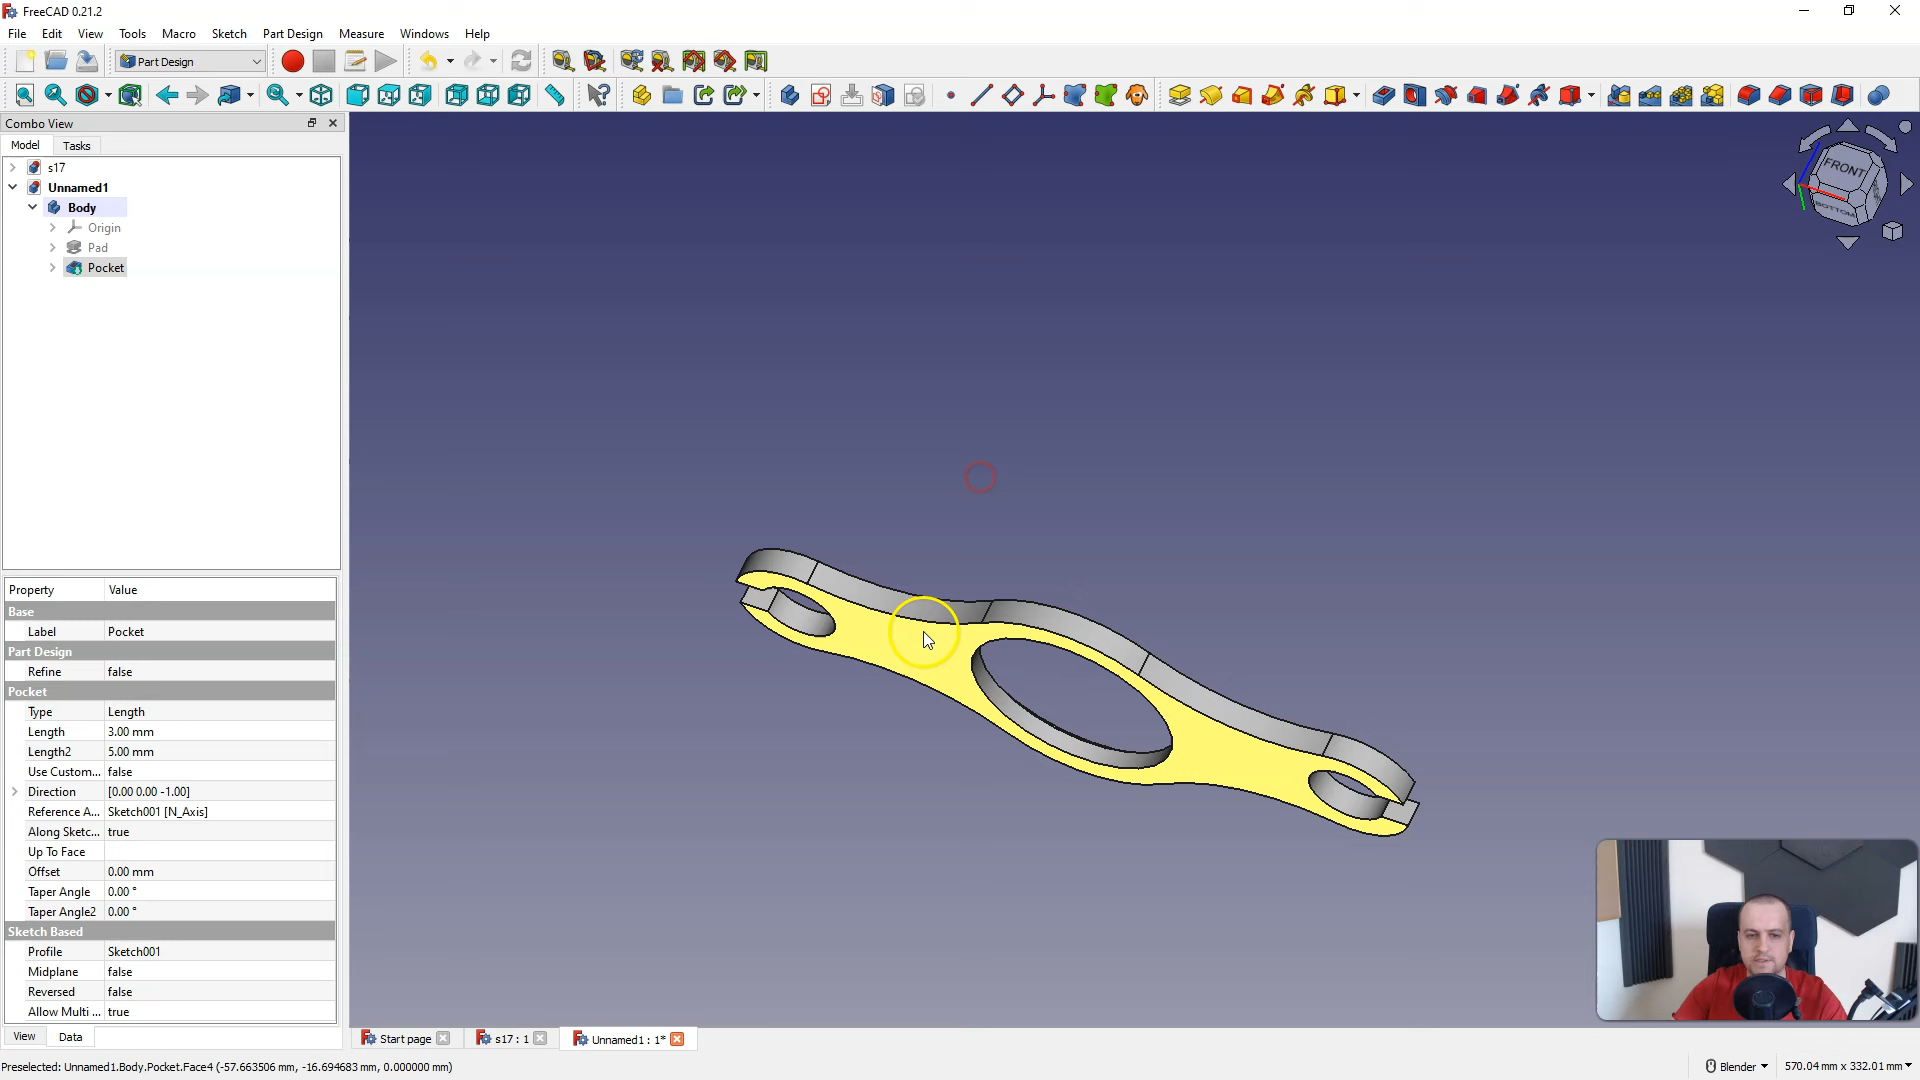 FreeCAD 0.21.2
File Edit View Tools Macro Sketch Part Design Measure Windows Help
Part Design
Combo View
Model Tasks
s17
Unnamed1
Body
Origin
Pad
Pocket
FRONT
BOTTOM
Property Value
Base
Label Pocket
Part Design
Refine false
Pocket
Type Length
Length 3.00 mm
Length2 5.00 mm
Use Custom... false
Direction [0.00 0.00 -1.00]
Reference A... Sketch001 [N_Axis]
Along Sketc... true
Up To Face
Offset 0.00 mm
Taper Angle 0.00 °
Taper Angle2 0.00 °
Sketch Based
Profile Sketch001
Midplane false
Reversed false
Allow Multi ... true
View Data
Start page s17 : 1 Unnamed1 : 1*
Preselected: Unnamed1.Body.Pocket.Face4 (-57.663506 mm, -16.694683 mm, 0.000000 mm)
Blender 570.04 mm x 332.01 mm